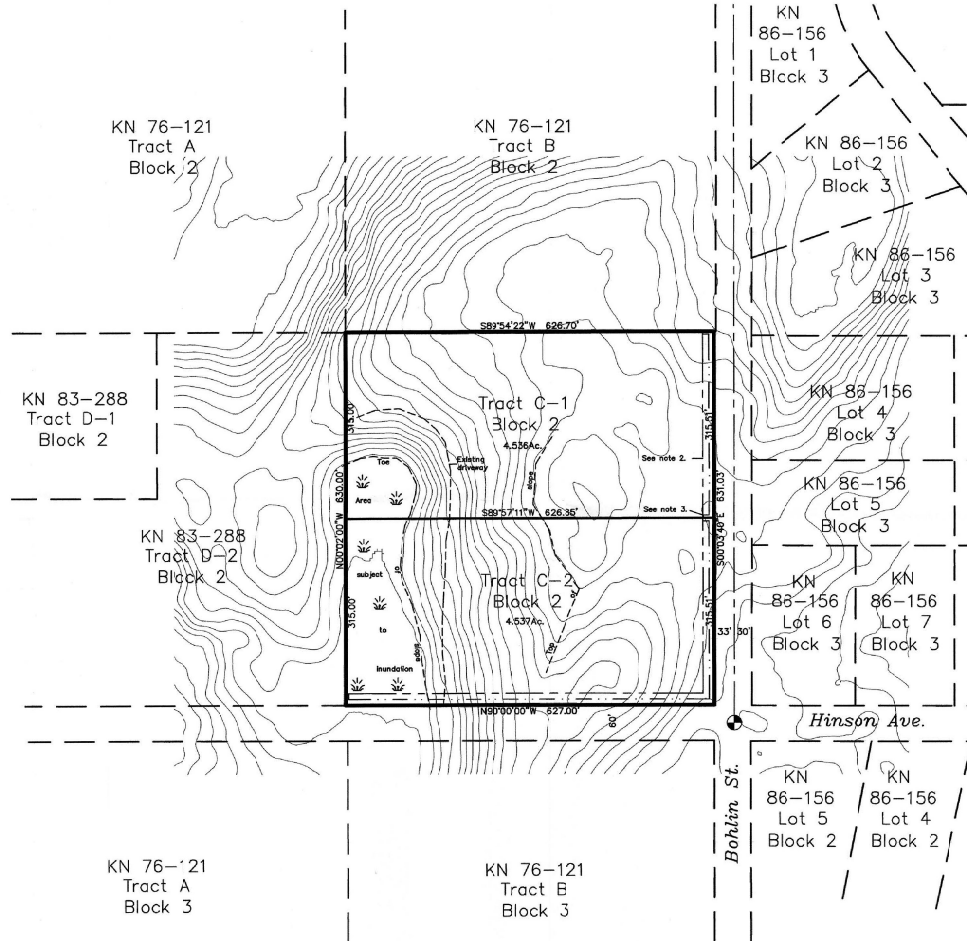 KN
86-156
Lot 1
Block 3
KN 76-121
Tract A
Block 2
KN 76-121
Tract B
Block 2
KN 86-156
Lot 2
Block 3
KN 86-156
Lot 3
Block 3
S89°54'22"W 626.70'
KN 83-288
Tract D-1
Block 2
315.00'
Tract C-1
Block 2
4.536Ac.
315.51'
KN 86-156
Lot 4
Block 3
Toe
Existing
driveway
slope
See note 2.
Area
630.00'
631.03'
KN 86-156
Lot 5
Block 3
See note 3.
S89°57'11"W 626.35'
KN 83-288
Tract D-2
Block 2
N00°02'00"W
S00°03'40"E
subject
of
Tract C-2
Block 2
4.537Ac.
of
KN
86-156
Lot 6
Block 3
KN
86-156
Lot 7
Block 3
315.00'
to
315.51'
33' 30'
slope
Top
inundation
N90°00'00"W 627.00'
60'
Hinson Ave.
Bohlin St.
KN
86-156
Lot 5
Block 2
KN
86-156
Lot 4
Block 2
KN 76-121
Tract A
Block 3
KN 76-121
Tract B
Block 3